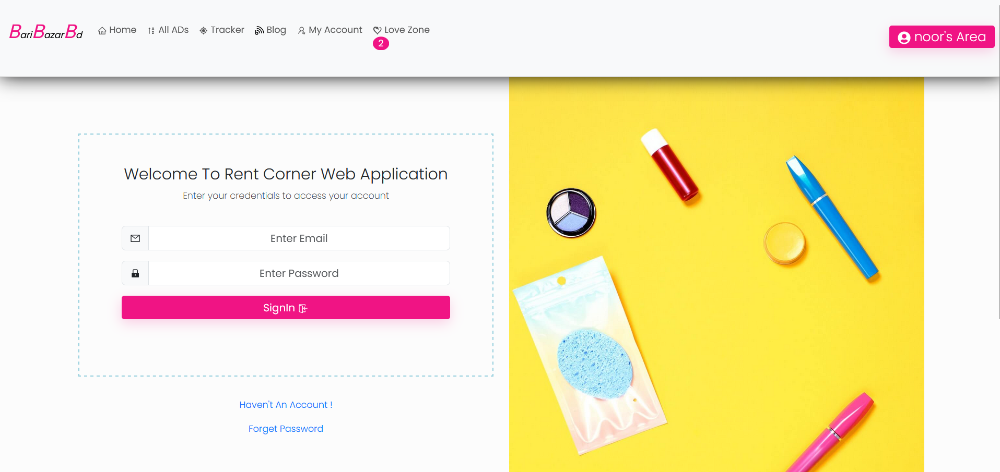 BariBazarBd Home All ADs Tracker Blog My Account Love Zone
2
noor's Area
Welcome To Rent Corner Web Application
Enter your credentials to access your account
Enter Email
Enter Password
SignIn
Haven't An Account !
Forget Password